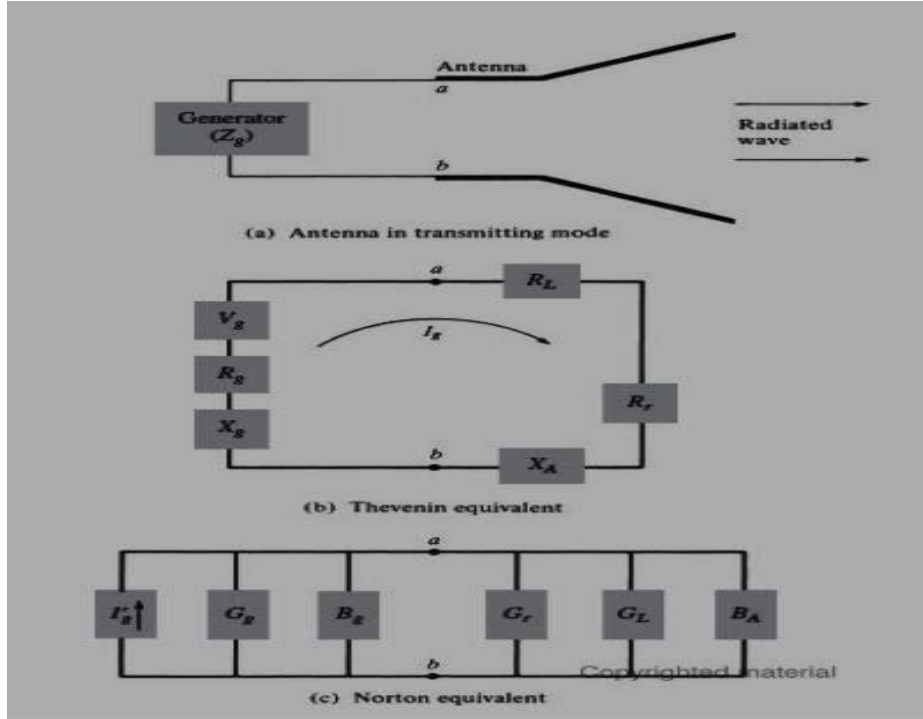 Antenna
a
Generator
(Z_g)
Radiated
wave
b
(a) Antenna in transmitting mode
a
R_L
V_g
I_g
R_g
R_r
X_g
b
X_A
(b) Thevenin equivalent
a
I'_g G_g B_g G_r G_L B_A
b
Copyrighted material
(c) Norton equivalent